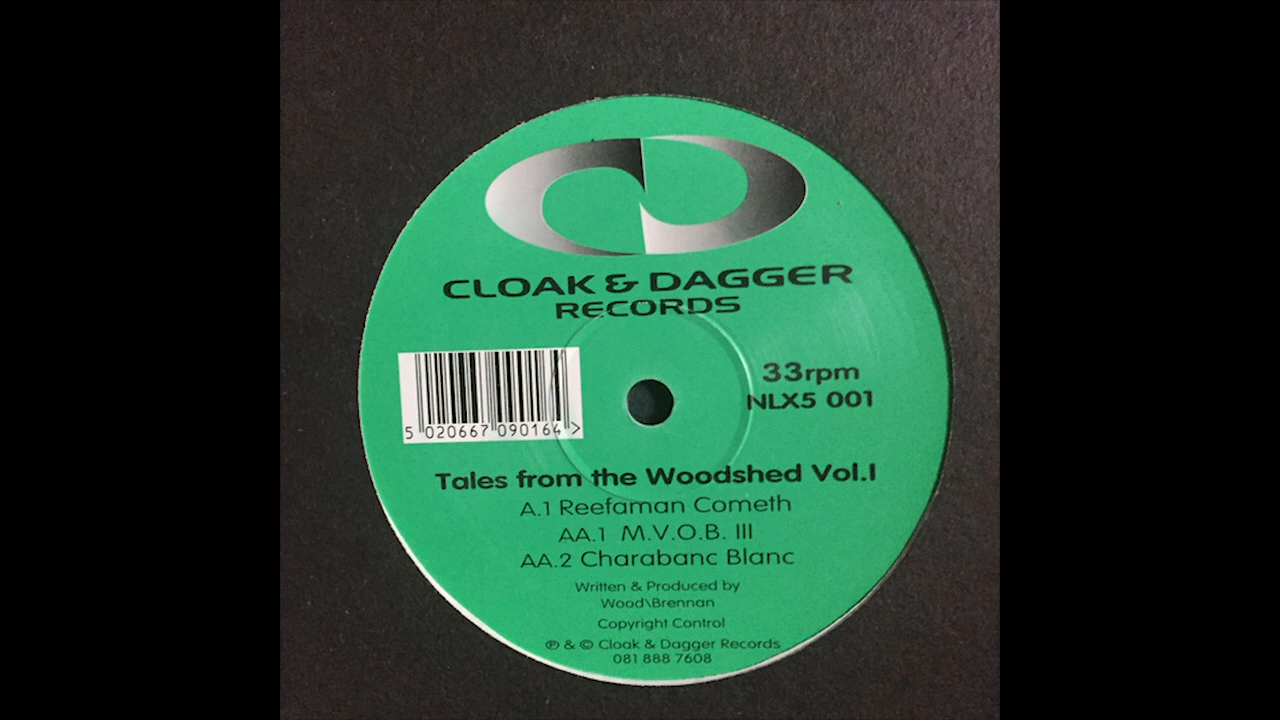 CLOAK & DAGGER
RECORDS
33rpm
NLX5 001
5 020667 090164 >
Tales from the Woodshed Vol.I
A.1 Reefaman Cometh
AA.1 M.V.O.B. III
AA.2 Charabanc Blanc
Written & Produced by
Wood\Brennan
Copyright Control
℗ & © Cloak & Dagger Records
081 888 7608